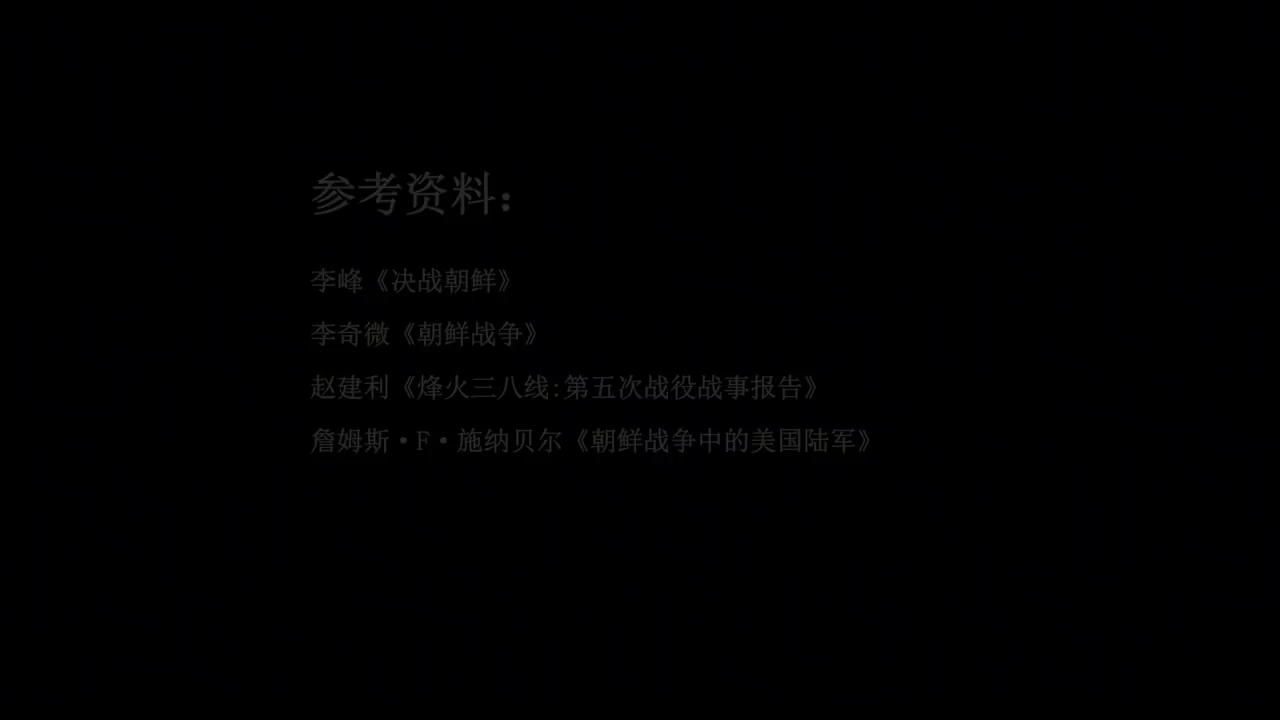 参考资料：
李峰《决战朝鲜》
李奇微《朝鲜战争》
赵建利《烽火三八线:第五次战役战事报告》
詹姆斯·F·施纳贝尔《朝鲜战争中的美国陆军》